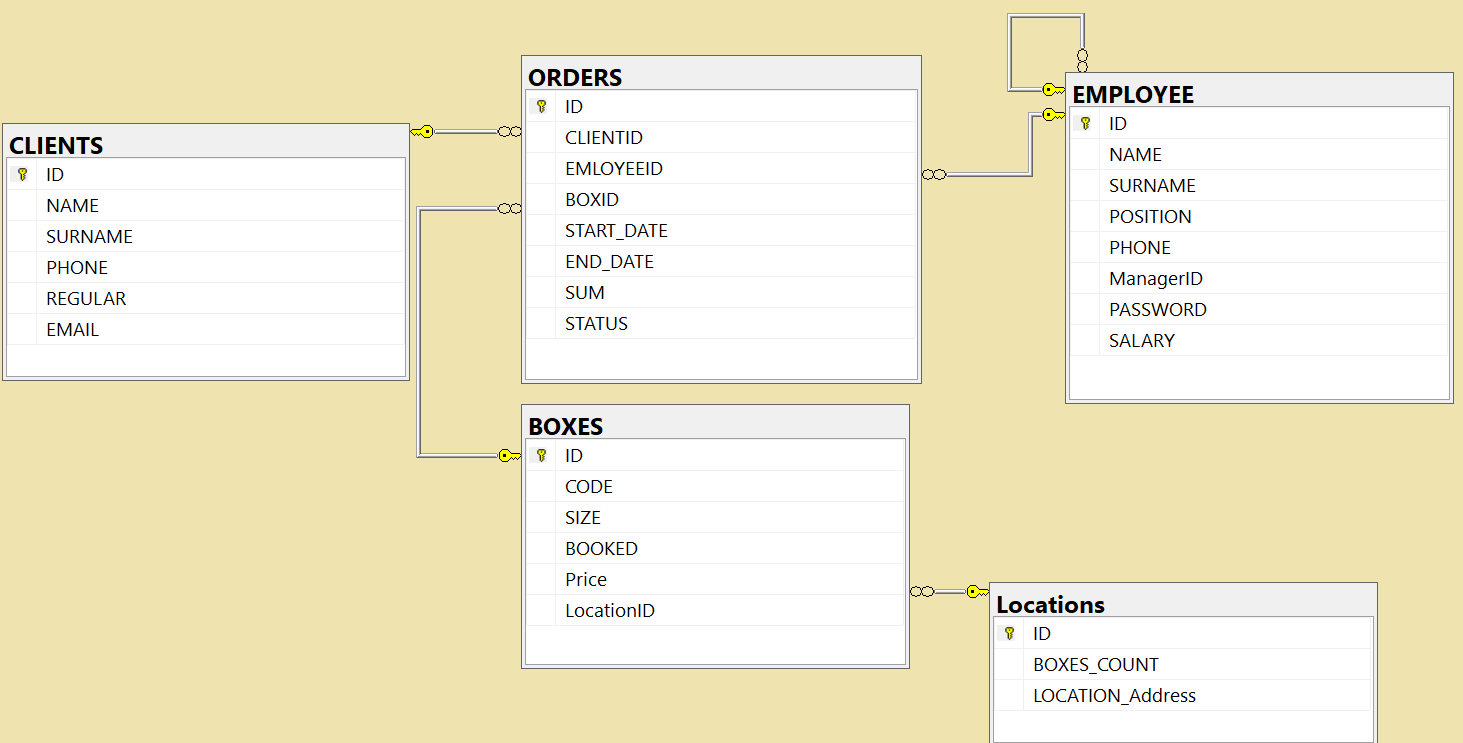 CLIENTS
ID
NAME
SURNAME
PHONE
REGULAR
EMAIL
ORDERS
ID
CLIENTID
EMLOYEEID
BOXID
START_DATE
END_DATE
SUM
STATUS
EMPLOYEE
ID
NAME
SURNAME
POSITION
PHONE
ManagerID
PASSWORD
SALARY
BOXES
ID
CODE
SIZE
BOOKED
Price
LocationID
Locations
ID
BOXES_COUNT
LOCATION_Address